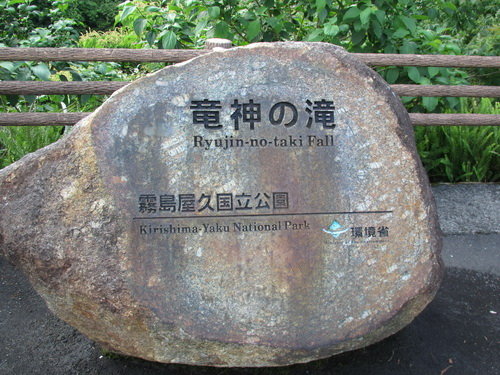 竜神の滝
Ryujin-no-taki Fall
霧島屋久国立公園
Kirishima-Yaku National Park
環境省